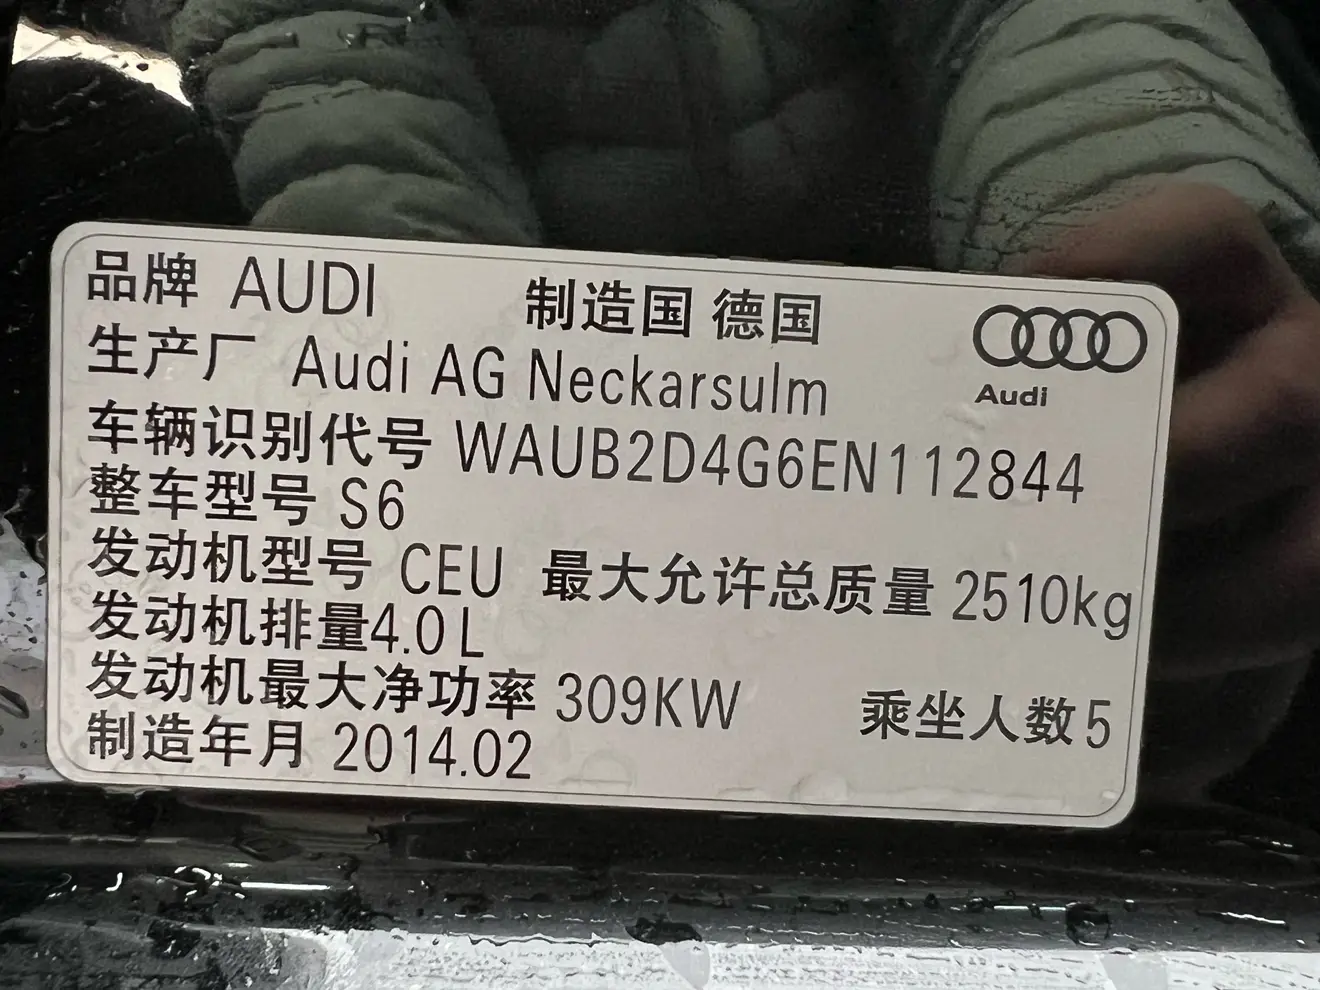 品牌 AUDI 制造国 德国
生产厂 Audi AG Neckarsulm
Audi
车辆识别代号 WAUB2D4G6EN112844
整车型号 S6
发动机型号 CEU 最大允许总质量 2510kg
发动机排量4.0L
发动机最大净功率 309KW 乘坐人数5
制造年月 2014.02